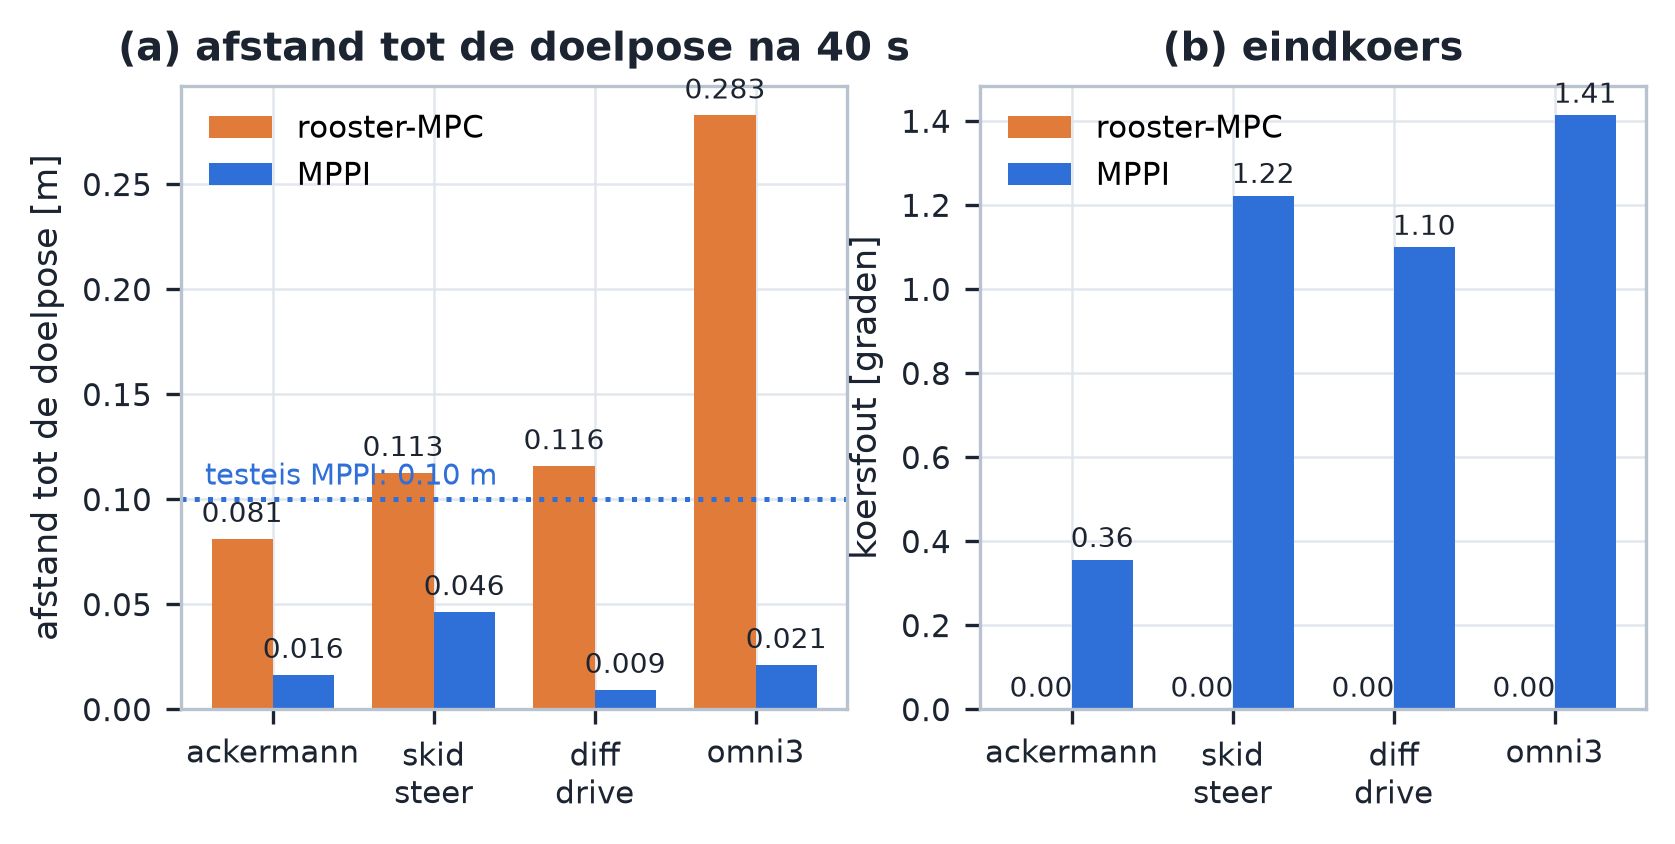 (a) afstand tot de doelpose na 40 s
afstand tot de doelpose [m]
0.25
0.20
0.15
0.10
0.05
0.00
rooster-MPC
MPPI
0.283
0.113
0.116
testeis MPPI: 0.10 m
0.081
0.046
0.016
0.009
0.021
ackermann
skid
steer
diff
drive
omni3
(b) eindkoers
koersfout [graden]
1.4
1.2
1.0
0.8
0.6
0.4
0.2
0.0
rooster-MPC
MPPI
1.41
1.22
1.10
0.36
0.00
0.00
0.00
0.00
ackermann
skid
steer
diff
drive
omni3